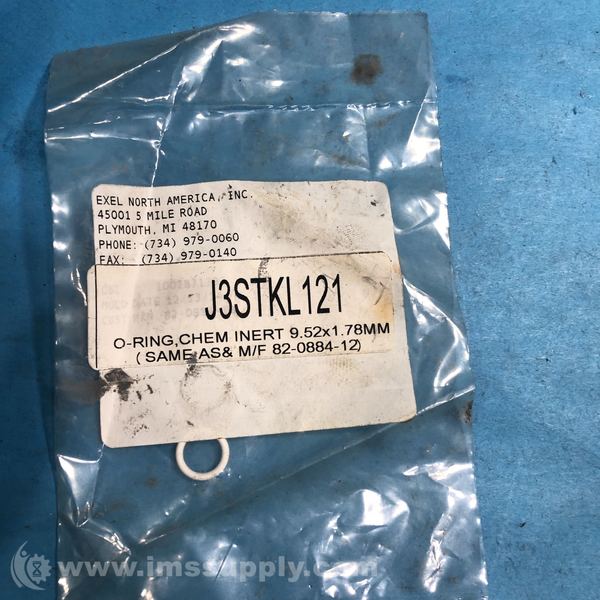 EXEL NORTH AMERICA, INC.
45001 5 MILE ROAD
PLYMOUTH, MI 48170
PHONE: (734) 979-0060
FAX: (734) 979-0140
J3STKL121
O-RING,CHEM INERT 9.52x1.78MM
( SAME AS& M/F 82-0884-12)
www.imssupply.com